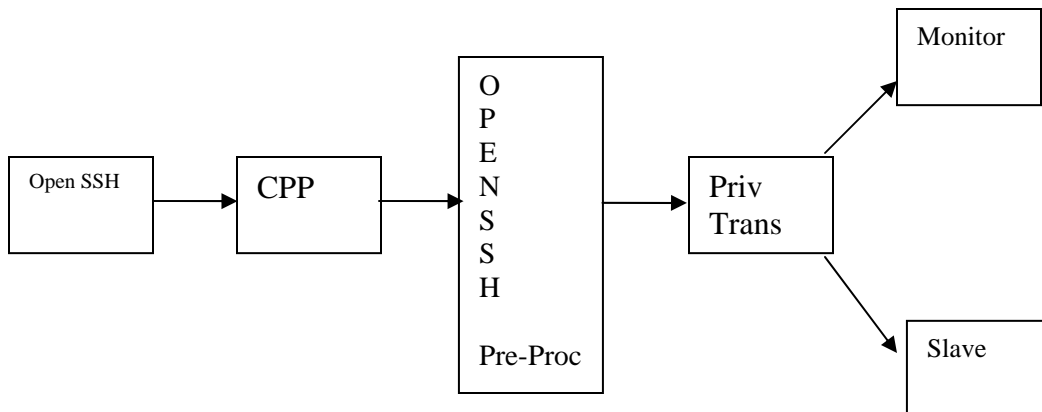 Open SSH
CPP
O
P
E
N
S
S
H
Pre-Proc
Priv
Trans
Monitor
Slave